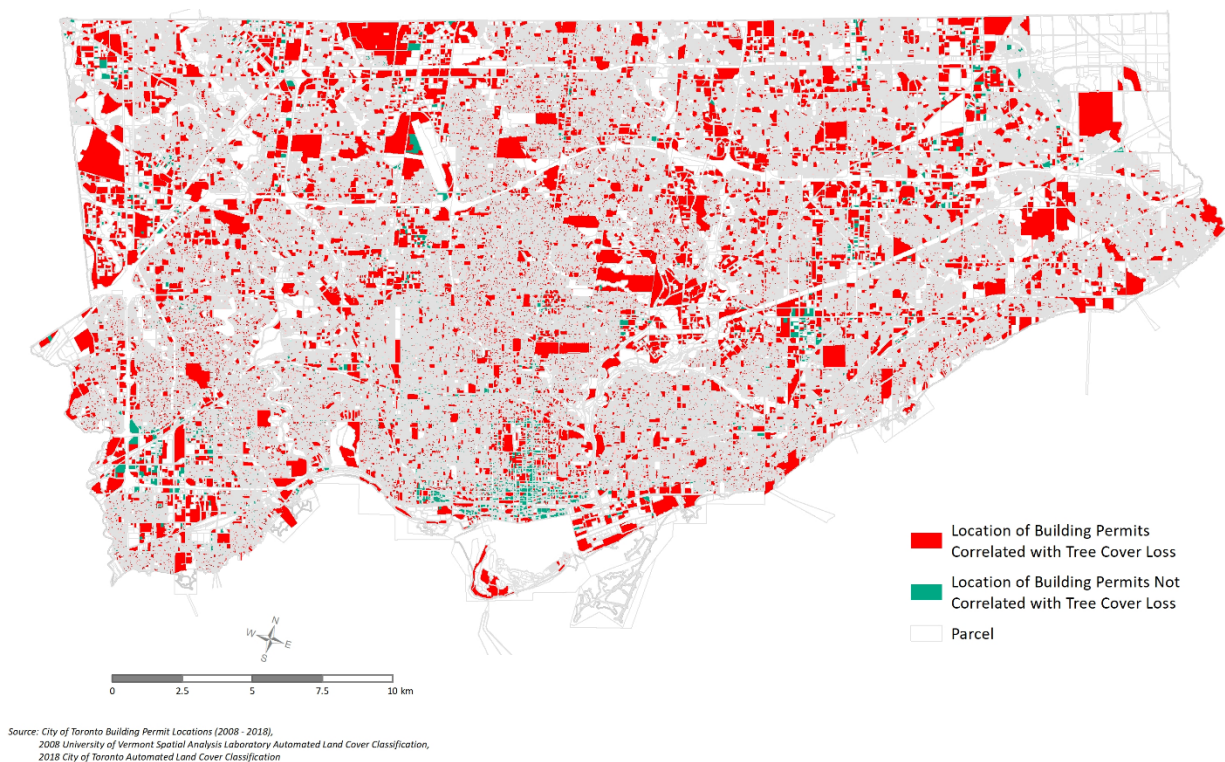 Location of Building Permits
Correlated with Tree Cover Loss
Location of Building Permits Not
Correlated with Tree Cover Loss
Parcel
N
W
E
S
0 2.5 5 7.5 10 km
Source: City of Toronto Building Permit Locations (2008 - 2018),
2008 University of Vermont Spatial Analysis Laboratory Automated Land Cover Classification,
2018 City of Toronto Automated Land Cover Classification